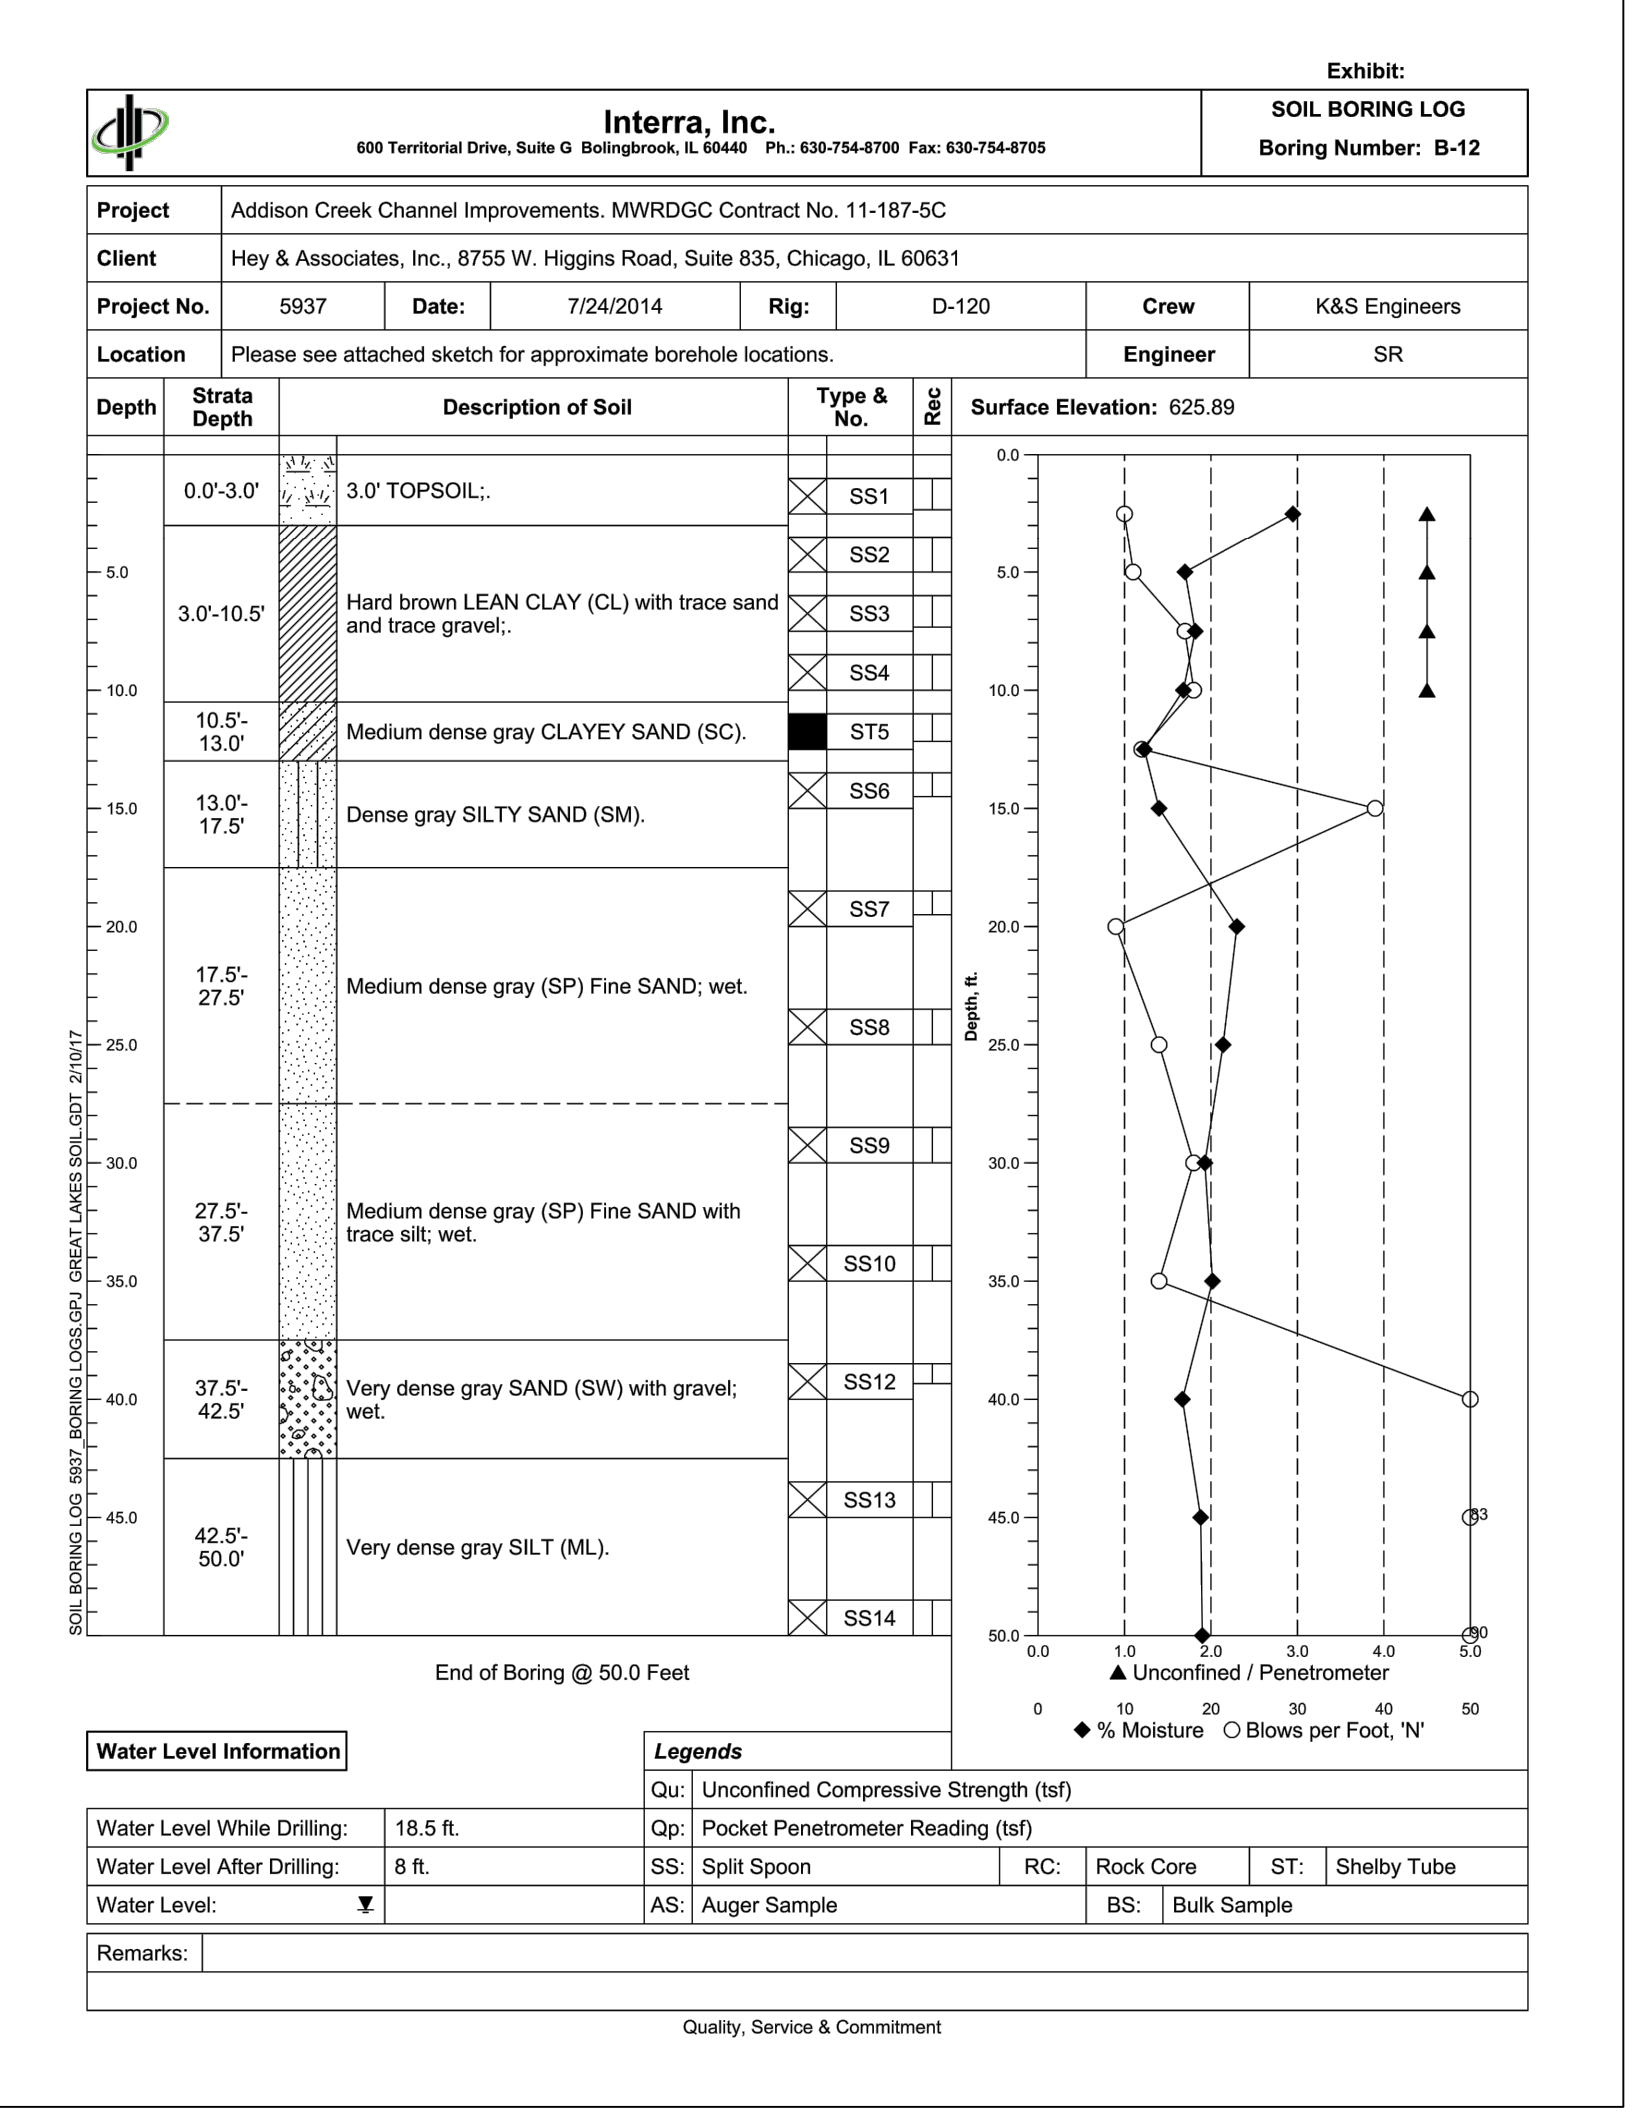 Exhibit:
Interra, Inc.
600 Territorial Drive, Suite G Bolingbrook, IL 60440 Ph.: 630-754-8700 Fax: 630-754-8705
SOIL BORING LOG
Boring Number: B-12
Project Addison Creek Channel Improvements. MWRDGC Contract No. 11-187-5C
Client Hey & Associates, Inc., 8755 W. Higgins Road, Suite 835, Chicago, IL 60631
Project No. 5937 Date: 7/24/2014 Rig: D-120 Crew K&S Engineers
Location Please see attached sketch for approximate borehole locations. Engineer SR
Depth
Strata
Depth
Description of Soil
Type &
No.
Rec
Surface Elevation: 625.89
0.0'-3.0'
3.0' TOPSOIL;.
SS1
SS2
5.0
3.0'-10.5'
Hard brown LEAN CLAY (CL) with trace sand
and trace gravel;.
SS3
SS4
10.0
10.5'-
13.0'
Medium dense gray CLAYEY SAND (SC).
ST5
13.0'-
17.5'
Dense gray SILTY SAND (SM).
SS6
15.0
SS7
20.0
17.5'-
27.5'
Medium dense gray (SP) Fine SAND; wet.
SS8
25.0
SS9
30.0
27.5'-
37.5'
Medium dense gray (SP) Fine SAND with
trace silt; wet.
SS10
35.0
37.5'-
42.5'
Very dense gray SAND (SW) with gravel;
wet.
SS12
40.0
SS13
45.0
42.5'-
50.0'
Very dense gray SILT (ML).
SS14
0.0
5.0
10.0
15.0
20.0
Depth, ft.
25.0
30.0
35.0
40.0
45.0
83
50.0
90
0.0 1.0 2.0 3.0 4.0 5.0
▲ Unconfined / Penetrometer
0 10 20 30 40 50
◆ % Moisture ○ Blows per Foot, 'N'
End of Boring @ 50.0 Feet
SOIL BORING LOG 5937_BORING LOGS.GPJ GREAT LAKES SOIL.GDT 2/10/17
Water Level Information
Water Level While Drilling: 18.5 ft.
Water Level After Drilling: 8 ft.
Water Level:
Legends
Qu: Unconfined Compressive Strength (tsf)
Qp: Pocket Penetrometer Reading (tsf)
SS: Split Spoon RC: Rock Core ST: Shelby Tube
AS: Auger Sample BS: Bulk Sample
Remarks:
Quality, Service & Commitment